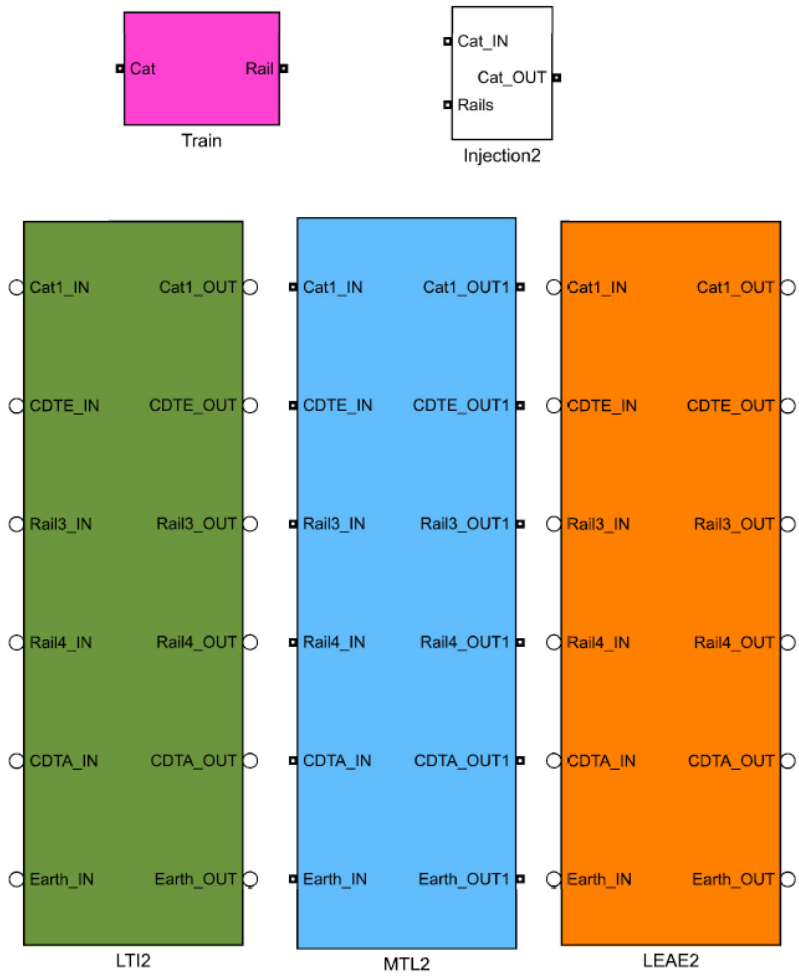 Cat Rail
Train
Cat_IN
Cat_OUT
Rails
Injection2
Cat1_IN Cat1_OUT
CDTE_IN CDTE_OUT
Rail3_IN Rail3_OUT
Rail4_IN Rail4_OUT
CDTA_IN CDTA_OUT
Earth_IN Earth_OUT
LTI2
Cat1_IN Cat1_OUT1
CDTE_IN CDTE_OUT1
Rail3_IN Rail3_OUT1
Rail4_IN Rail4_OUT1
CDTA_IN CDTA_OUT1
Earth_IN Earth_OUT1
MTL2
Cat1_IN Cat1_OUT
CDTE_IN CDTE_OUT
Rail3_IN Rail3_OUT
Rail4_IN Rail4_OUT
CDTA_IN CDTA_OUT
Earth_IN Earth_OUT
LEAE2